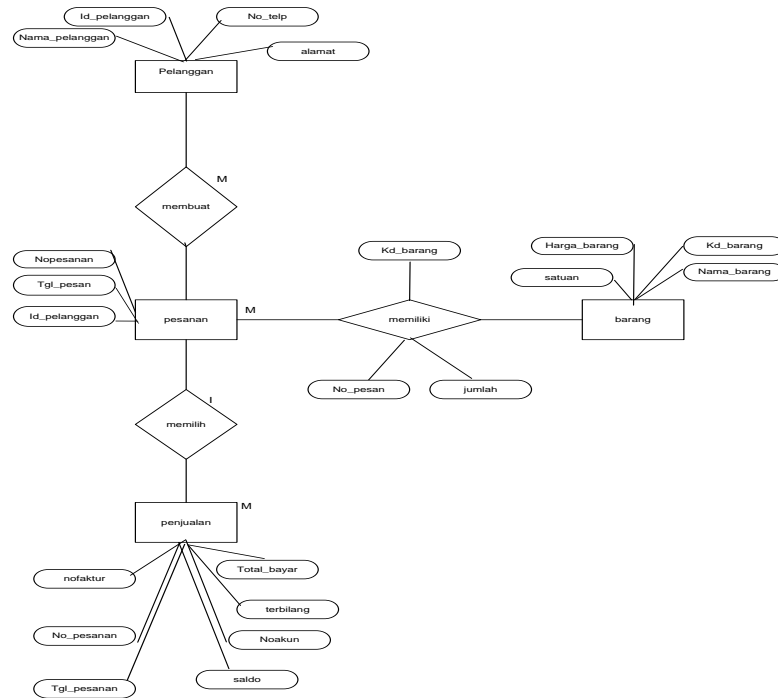 Id_pelanggan
No_telp
Nama_pelanggan
alamat
Pelanggan
M
membuat
Nopesanan
Tgl_pesan
Id_pelanggan
pesanan
M
Kd_barang
memiliki
No_pesan
jumlah
Harga_barang
Kd_barang
satuan
Nama_barang
barang
I
memilih
M
penjualan
nofaktur
Total_bayar
terbilang
No_pesanan
Noakun
Tgl_pesanan
saldo